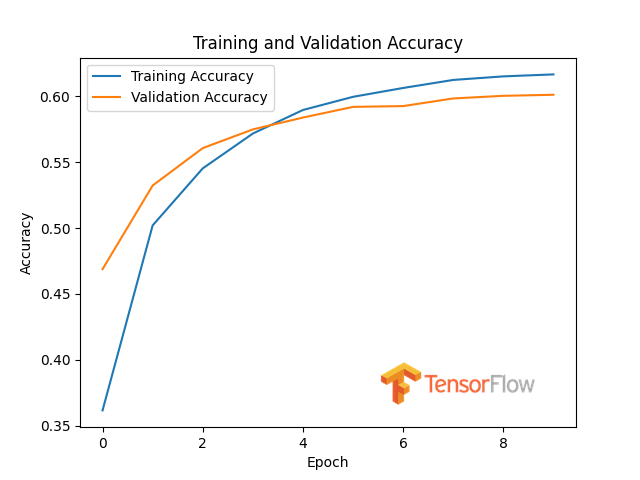 Training and Validation Accuracy
Training Accuracy
Validation Accuracy
0.60
0.55
0.50
0.45
0.40
0.35
Accuracy
TensorFlow
0 2 4 6 8
Epoch